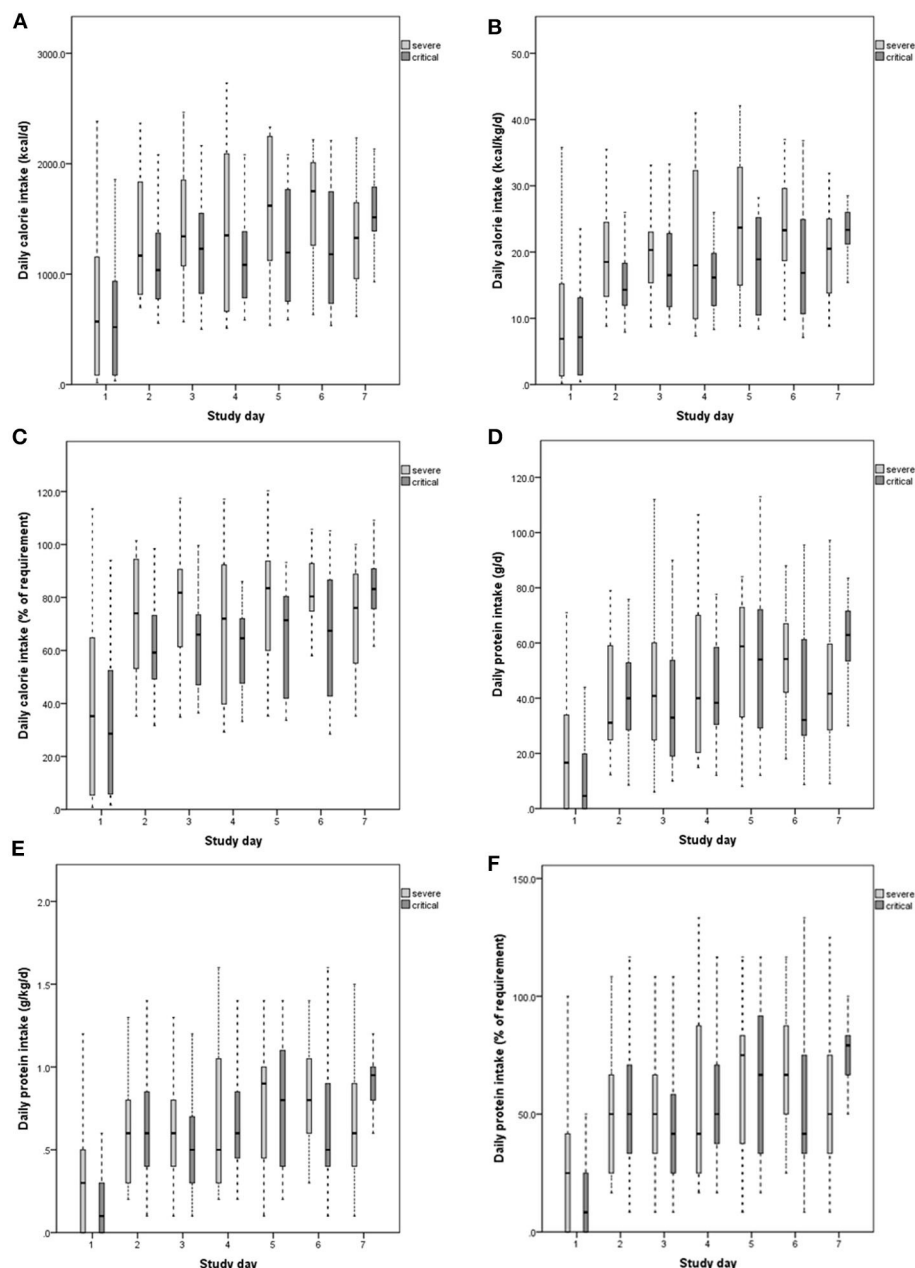 A
severe
critical
3000.0
2000.0
1000.0
.0
Daily calorie intake (kcal/d)
1 2 3 4 5 6 7
Study day
B
severe
critical
50.0
40.0
30.0
20.0
10.0
.0
Daily calorie intake (kcal/kg/d)
1 2 3 4 5 6 7
Study day
C
severe
critical
120.0
100.0
80.0
60.0
40.0
20.0
.0
Daily calorie intake (% of requirement)
1 2 3 4 5 6 7
Study day
D
severe
critical
120.0
100.0
80.0
60.0
40.0
20.0
.0
Daily protein intake (g/d)
1 2 3 4 5 6 7
Study day
E
severe
critical
2.0
1.5
1.0
.5
.0
Daily protein intake (g/kg/d)
1 2 3 4 5 6 7
Study day
F
severe
critical
150.0
100.0
50.0
.0
Daily protein intake (% of requirement)
1 2 3 4 5 6 7
Study day